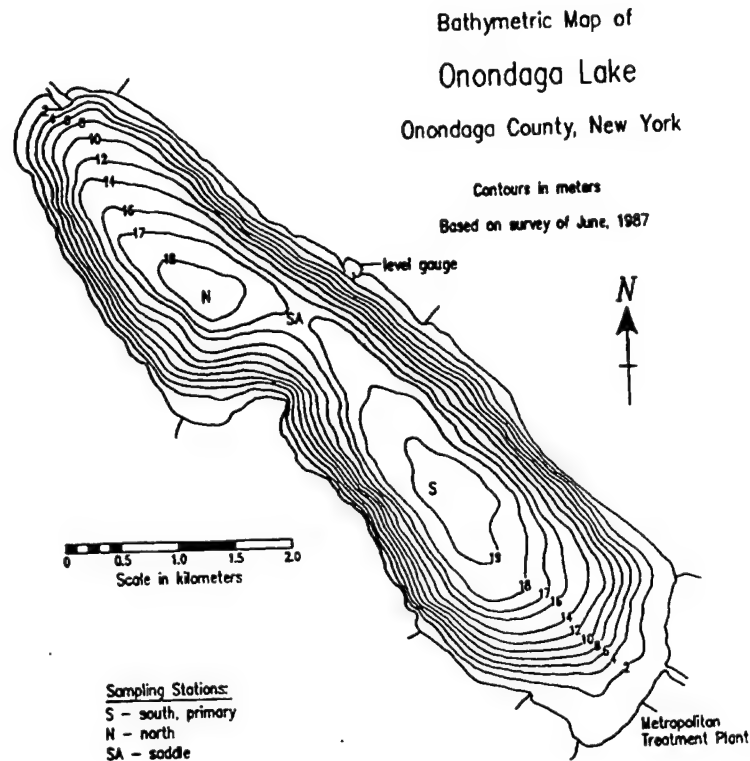 Bathymetric Map of
Onondaga Lake
Onondaga County, New York
Contours in meters
Based on survey of June, 1987
2 4 6 8
10
12
14
16
17
18
N
SA
level gauge
N
S
19
18
17
16
14
12
10
8
6
4
2
0 0.5 1.0 1.5 2.0
Scale in kilometers
Sampling Stations:
S - south, primary
N - north
SA - saddle
Metropolitan
Treatment Plant